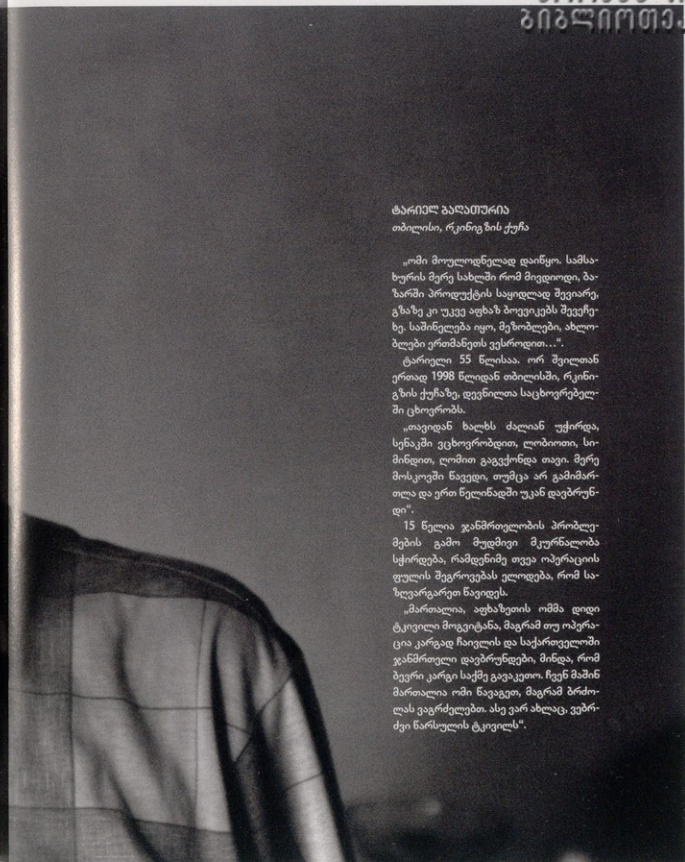 ბიბლიოთეკ
ტარიელ ბაღათურია
თბილისი, რკინიგზის ქუჩა
„ომი მოულოდნელად დაიწყო. სამსა-
ხურის მერე სახლში რომ მივდიოდი, ბა-
ზარში პროდუქტის საყიდლად შევიარე,
გზაზე კი უკვე აფხაზ ბოევიკებს შევეჩე-
ხე. საშინელება იყო, მეზობლები, ახლო-
ბლები ერთმანეთს ვესროდით...“.
ტარიელი 55 წლისაა. ორ შვილთან
ერთად 1998 წლიდან თბილისში, რკინი-
გზის ქუჩაზე, დევნილთა საცხოვრებელ-
ში ცხოვრობს.
„თავიდან ხალხს ძალიან უჭირდა,
სენაკში ვცხოვრობდით, ლობიოთი, სი-
მინდით, ღომით გაგვქონდა თავი. მერე
მოსკოვში წავედი, თუმცა არ გამიმარ-
თლა და ერთ წელიწადში უკან დავბრუნ-
დი“.
15 წელია ჯანმრთელობის პრობლე-
მების გამო მუდმივი მკურნალობა
სჭირდება, რამდენიმე თვეა ოპერაციის
ფულის შეგროვებას ელოდება, რომ სა-
ზღვარგარეთ წავიდეს.
„მართალია, აფხაზეთის ომმა დიდი
ტკივილი მოგვიტანა, მაგრამ თუ ოპერა-
ცია კარგად ჩაივლის და საქართველოში
ჯანმრთელი დავბრუნდები, მინდა, რომ
ბევრი კარგი საქმე გავაკეთო. ჩვენ მაშინ
მართალია ომი წავაგეთ, მაგრამ ბრძო-
ლას ვაგრძელებთ. ასე ვარ ახლაც, ვებრ-
ძვი წარსულის ტკივილს“.